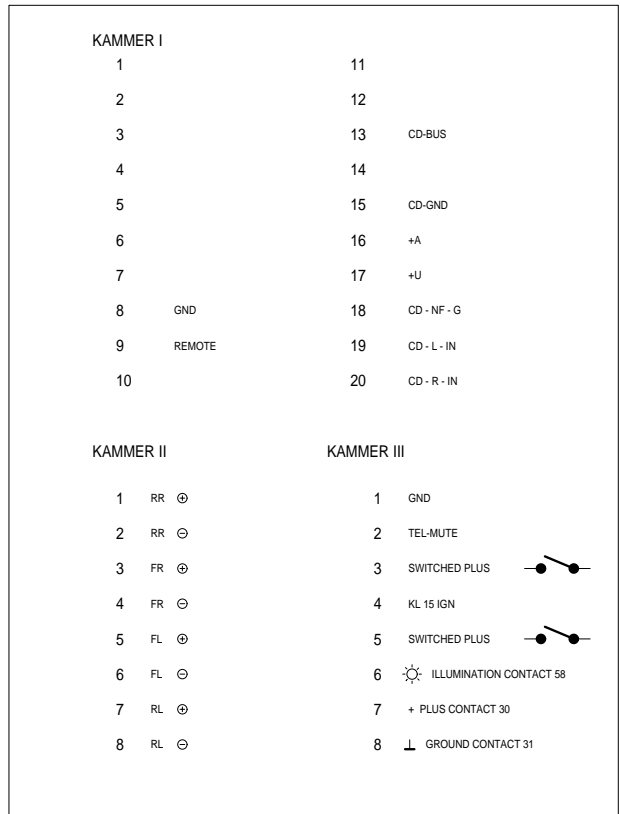 KAMMER I
1 11
2 12
3 13 CD-BUS
4 14
5 15 CD-GND
6 16 +A
7 17 +U
8 GND 18 CD - NF - G
9 REMOTE 19 CD - L - IN
10 20 CD - R - IN
KAMMER II KAMMER III
1 RR ⊕ 1 GND
2 RR ⊖ 2 TEL-MUTE
3 FR ⊕ 3 SWITCHED PLUS
4 FR ⊖ 4 KL 15 IGN
5 FL ⊕ 5 SWITCHED PLUS
6 FL ⊖ 6 ILLUMINATION CONTACT 58
7 RL ⊕ 7 + PLUS CONTACT 30
8 RL ⊖ 8 GROUND CONTACT 31